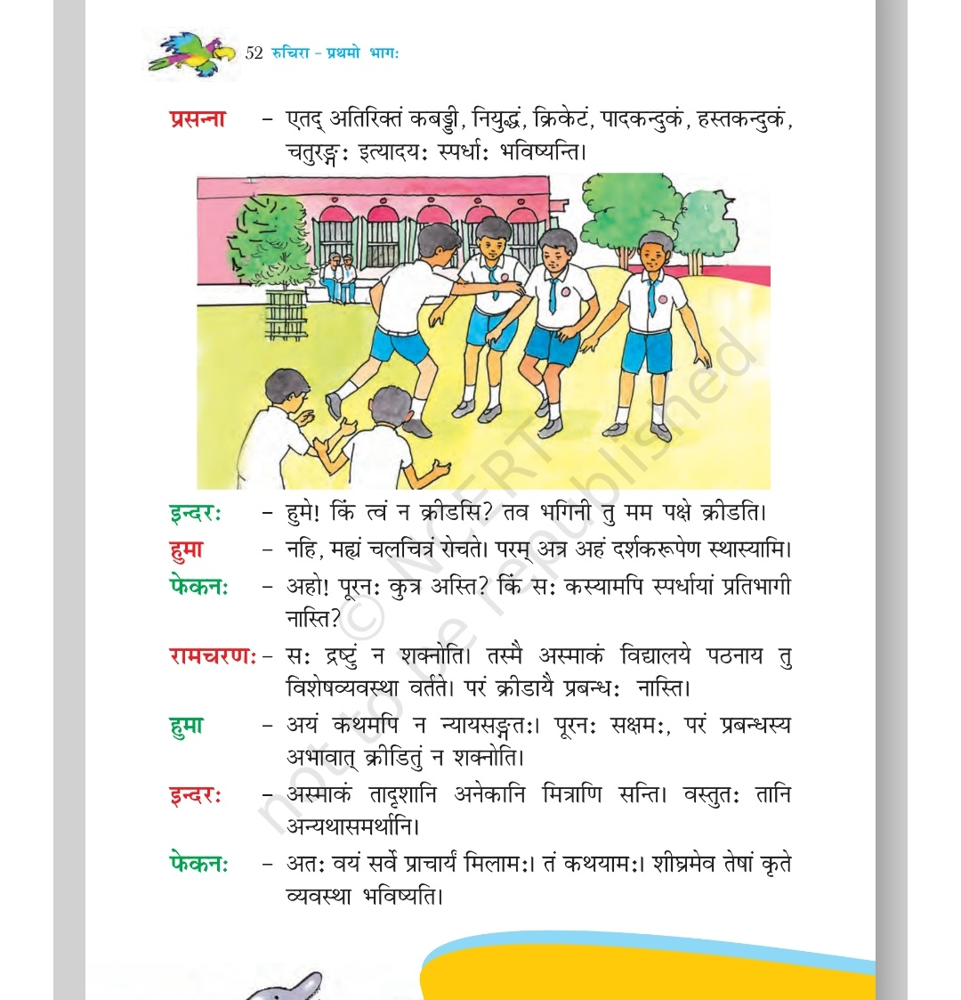 52 रुचिरा - प्रथमो भागः
प्रसन्ना – एतद् अतिरिक्तं कबड्डी, नियुद्धं, क्रिकेटं, पादकन्दुकं, हस्तकन्दुकं,
चतुरङ्गः इत्यादयः स्पर्धाः भविष्यन्ति।
इन्दरः – हुमे! किं त्वं न क्रीडसि? तव भगिनी तु मम पक्षे क्रीडति।
हुमा – नहि, मह्यं चलचित्रं रोचते। परम् अत्र अहं दर्शकरूपेण स्थास्यामि।
फेकनः – अहो! पूरनः कुत्र अस्ति? किं सः कस्यामपि स्पर्धायां प्रतिभागी
नास्ति?
रामचरणः – सः द्रष्टुं न शक्नोति। तस्मै अस्माकं विद्यालये पठनाय तु
विशेषव्यवस्था वर्तते। परं क्रीडायै प्रबन्धः नास्ति।
हुमा – अयं कथमपि न न्यायसङ्गतः। पूरनः सक्षमः, परं प्रबन्धस्य
अभावात् क्रीडितुं न शक्नोति।
इन्दरः – अस्माकं तादृशानि अनेकानि मित्राणि सन्ति। वस्तुतः तानि
अन्यथासमर्थानि।
फेकनः – अतः वयं सर्वे प्राचार्यं मिलामः। तं कथयामः। शीघ्रमेव तेषां कृते
व्यवस्था भविष्यति।
© NCERT
not to be republished